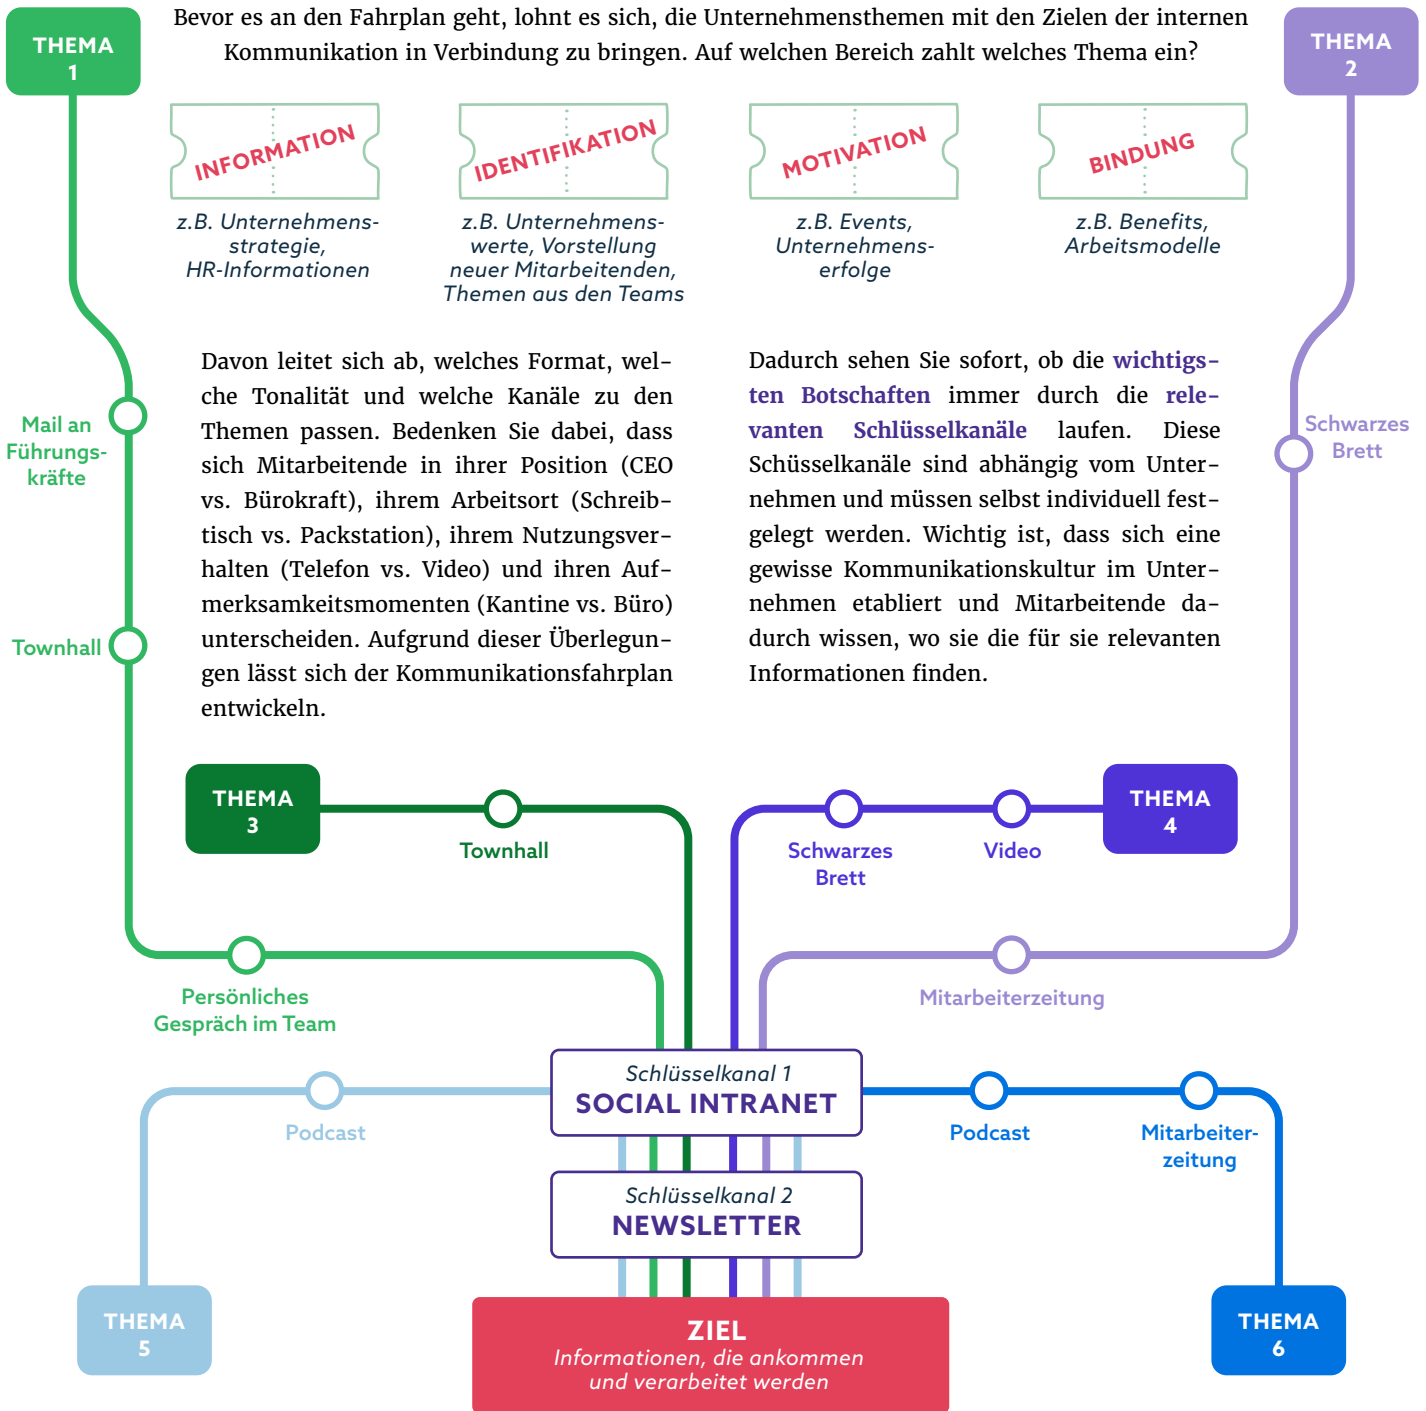 Bevor es an den Fahrplan geht, lohnt es sich, die Unternehmensthemen mit den Zielen der internen
Kommunikation in Verbindung zu bringen. Auf welchen Bereich zahlt welches Thema ein?
THEMA
1
THEMA
2
INFORMATION
z.B. Unternehmens-
strategie,
HR-Informationen
IDENTIFIKATION
z.B. Unternehmens-
werte, Vorstellung
neuer Mitarbeitenden,
Themen aus den Teams
MOTIVATION
z.B. Events,
Unternehmens-
erfolge
BINDUNG
z.B. Benefits,
Arbeitsmodelle
Davon leitet sich ab, welches Format, wel-
che Tonalität und welche Kanäle zu den
Themen passen. Bedenken Sie dabei, dass
sich Mitarbeitende in ihrer Position (CEO
vs. Bürokraft), ihrem Arbeitsort (Schreib-
tisch vs. Packstation), ihrem Nutzungsver-
halten (Telefon vs. Video) und ihren Auf-
merksamkeitsmomenten (Kantine vs. Büro)
unterscheiden. Aufgrund dieser Überlegun-
gen lässt sich der Kommunikationsfahrplan
entwickeln.
Dadurch sehen Sie sofort, ob die wichtigs-
ten Botschaften immer durch die rele-
vanten Schlüsselkanäle laufen. Diese
Schüsselkanäle sind abhängig vom Unter-
nehmen und müssen selbst individuell fest-
gelegt werden. Wichtig ist, dass sich eine
gewisse Kommunikationskultur im Unter-
nehmen etabliert und Mitarbeitende da-
durch wissen, wo sie die für sie relevanten
Informationen finden.
Mail an
Führungs-
kräfte
Townhall
Schwarzes
Brett
THEMA
3
Townhall
Schwarzes
Brett
Video
THEMA
4
Persönliches
Gespräch im Team
Mitarbeiterzeitung
Podcast
Schlüsselkanal 1
SOCIAL INTRANET
Podcast
Mitarbeiter-
zeitung
Schlüsselkanal 2
NEWSLETTER
THEMA
5
ZIEL
Informationen, die ankommen
und verarbeitet werden
THEMA
6